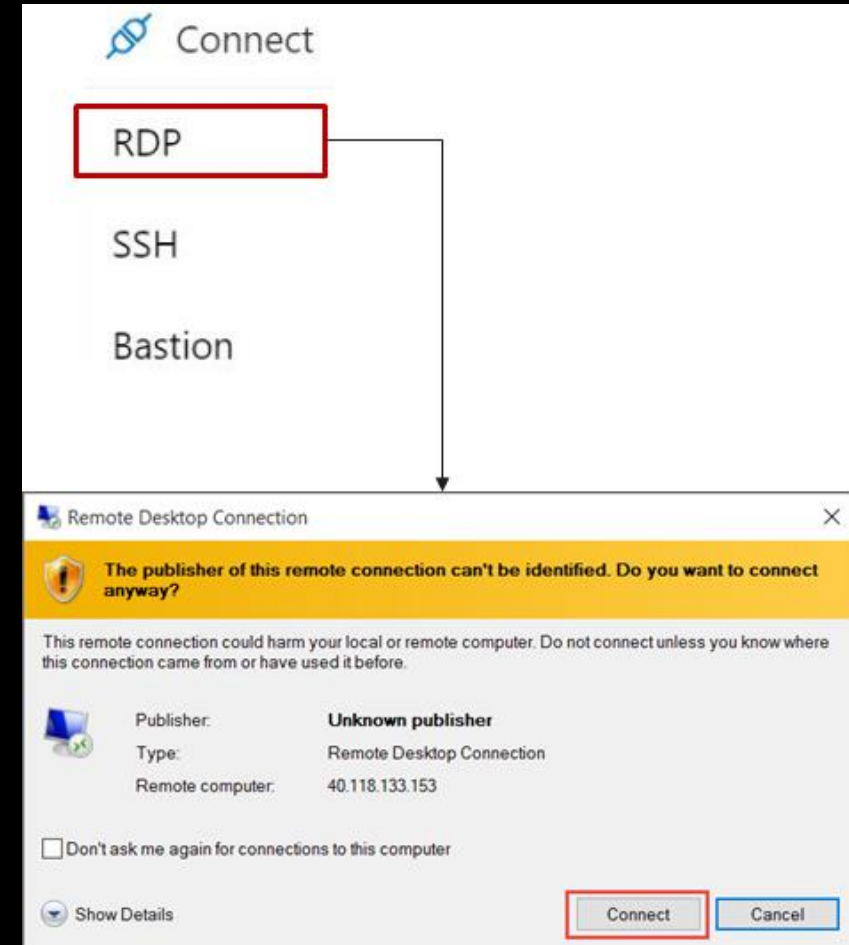 Connect
RDP
SSH
Bastion
Remote Desktop Connection
The publisher of this remote connection can't be identified. Do you want to connect
anyway?
This remote connection could harm your local or remote computer. Do not connect unless you know where
this connection came from or have used it before.
Publisher: Unknown publisher
Type: Remote Desktop Connection
Remote computer: 40.118.133.153
Don't ask me again for connections to this computer
Show Details Connect Cancel